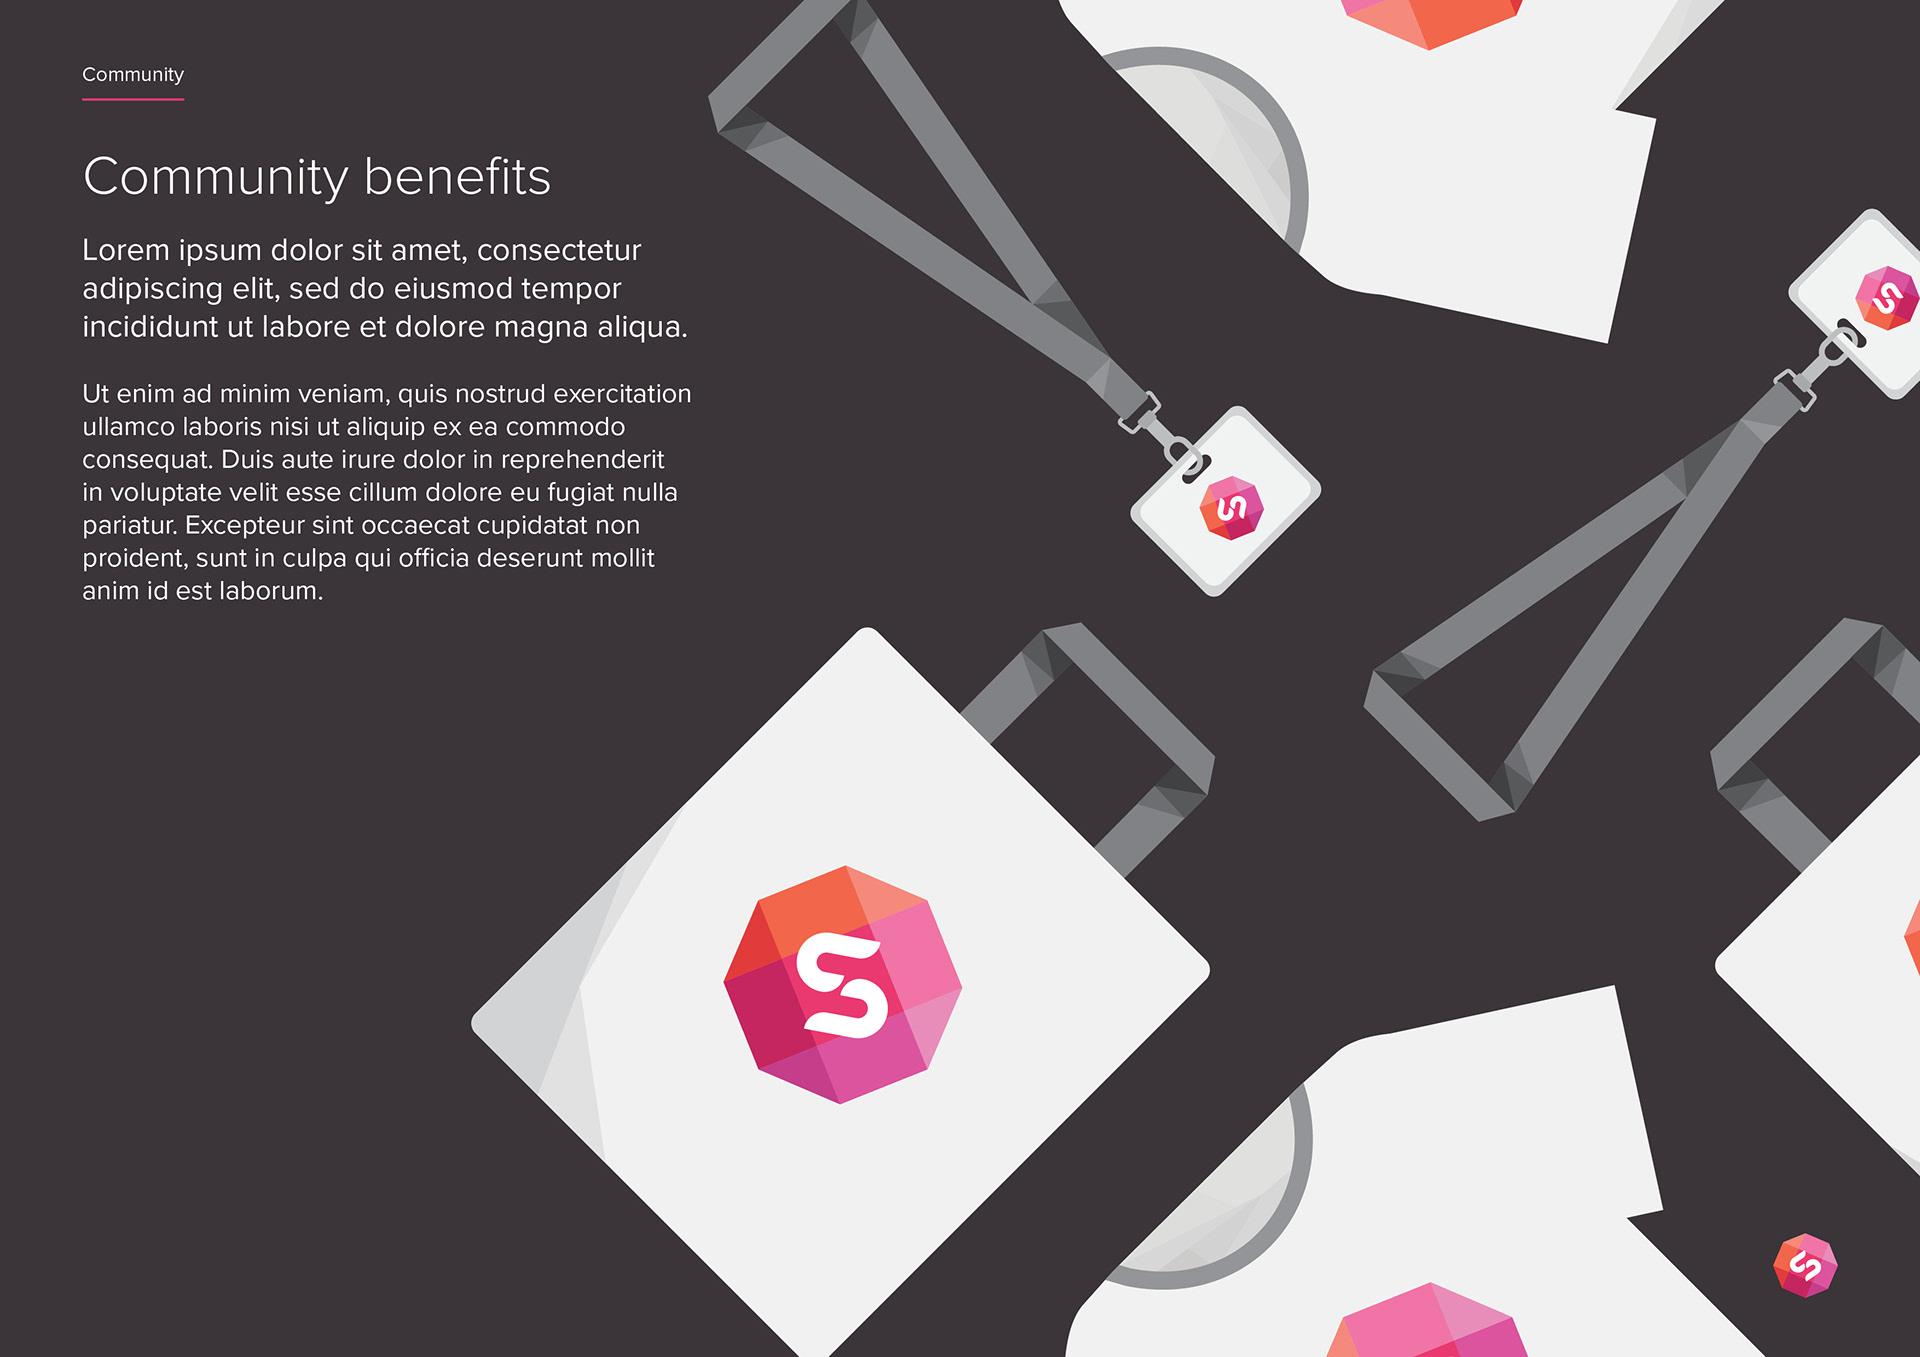 Community
Community benefits
Lorem ipsum dolor sit amet, consectetur
adipiscing elit, sed do eiusmod tempor
incididunt ut labore et dolore magna aliqua.
Ut enim ad minim veniam, quis nostrud exercitation
ullamco laboris nisi ut aliquip ex ea commodo
consequat. Duis aute irure dolor in reprehenderit
in voluptate velit esse cillum dolore eu fugiat nulla
pariatur. Excepteur sint occaecat cupidatat non
proident, sunt in culpa qui officia deserunt mollit
anim id est laborum.